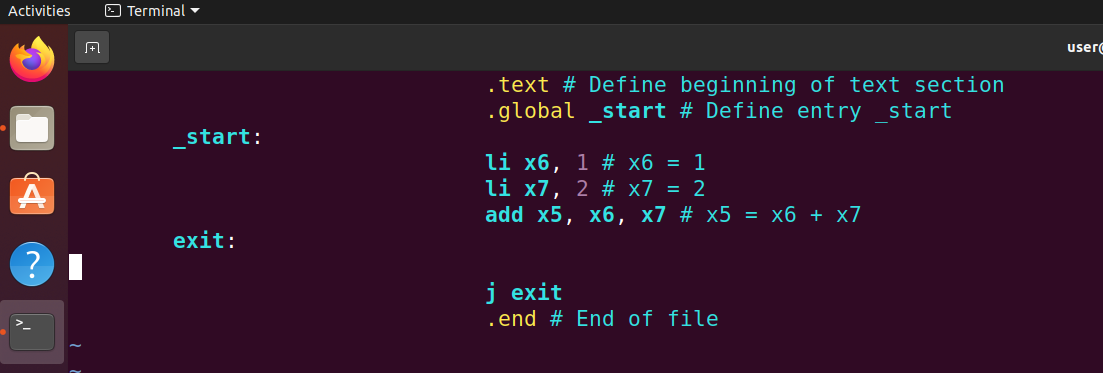 Activities Terminal
user@
.text # Define beginning of text section
.global _start # Define entry _start
_start:
li x6, 1 # x6 = 1
li x7, 2 # x7 = 2
add x5, x6, x7 # x5 = x6 + x7
exit:
j exit
.end # End of file
~
~